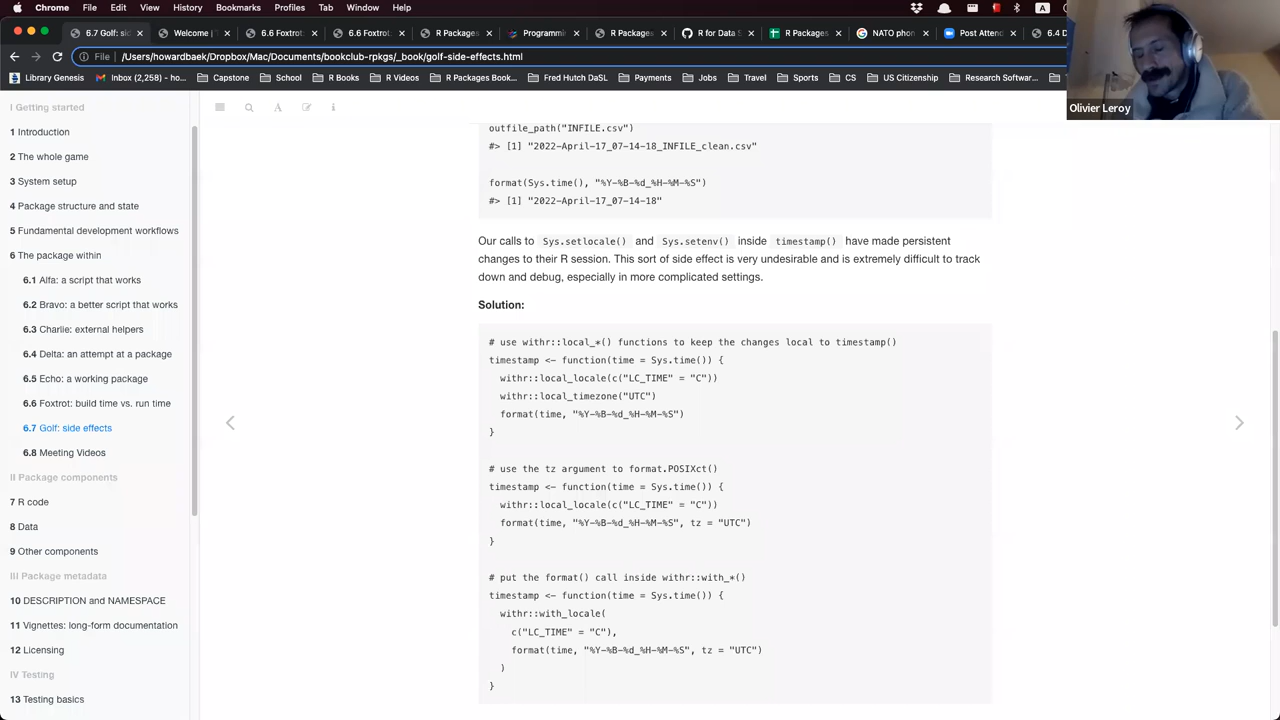 Chrome File Edit View History Bookmarks Profiles Tab Window Help
6.7 Golf: si Welcome | 6.6 Foxtrot 6.6 Foxtro R Packages Programmi R Packages R for Data R Packages NATO phon Post Attend 6.4 D
File /Users/howardbaek/Dropbox/Mac/Documents/bookclub-rpkgs/_book/golf-side-effects.html
Library Genesis Inbox (2,258) - h Capstone School R Books R Videos R Packages Book... Fred Hutch DaSL Payments Jobs Travel Sports CS US Citizenship Research Softwar...
Olivier Leroy
I Getting started
1 Introduction
2 The whole game
3 System setup
4 Package structure and state
5 Fundamental development workflows
6 The package within
6.1 Alfa: a script that works
6.2 Bravo: a better script that works
6.3 Charlie: external helpers
6.4 Delta: an attempt at a package
6.5 Echo: a working package
6.6 Foxtrot: build time vs. run time
6.7 Golf: side effects
6.8 Meeting Videos
II Package components
7 R code
8 Data
9 Other components
III Package metadata
10 DESCRIPTION and NAMESPACE
11 Vignettes: long-form documentation
12 Licensing
IV Testing
13 Testing basics
outfile_path("INFILE.csv")
#> [1] "2022-April-17_07-14-18_INFILE_clean.csv"
format(Sys.time(), "%Y-%B-%d_%H-%M-%S")
#> [1] "2022-April-17_07-14-18"
Our calls to Sys.setlocale() and Sys.setenv() inside timestamp() have made persistent
changes to their R session. This sort of side effect is very undesirable and is extremely difficult to track
down and debug, especially in more complicated settings.
Solution:
# use withr::local_*() functions to keep the changes local to timestamp()
timestamp <- function(time = Sys.time()) {
withr::local_locale(c("LC_TIME" = "C"))
withr::local_timezone("UTC")
format(time, "%Y-%B-%d_%H-%M-%S")
}
# use the tz argument to format.POSIXct()
timestamp <- function(time = Sys.time()) {
withr::local_locale(c("LC_TIME" = "C"))
format(time, "%Y-%B-%d_%H-%M-%S", tz = "UTC")
}
# put the format() call inside withr::with_*()
timestamp <- function(time = Sys.time()) {
withr::with_locale(
c("LC_TIME" = "C"),
format(time, "%Y-%B-%d_%H-%M-%S", tz = "UTC")
)
}